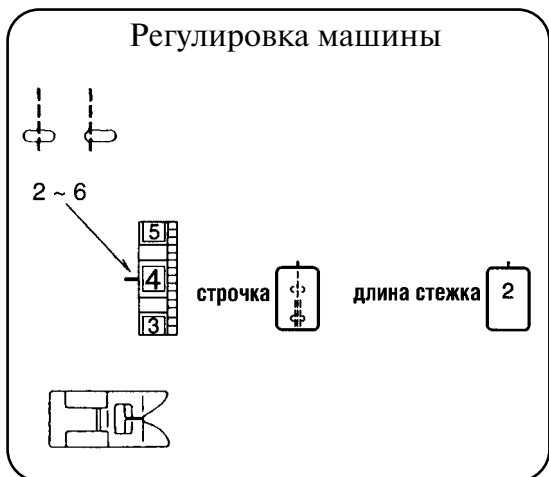 Регулировка машины
2 ~ 6
5
4
3
строчка
длина стежка 2